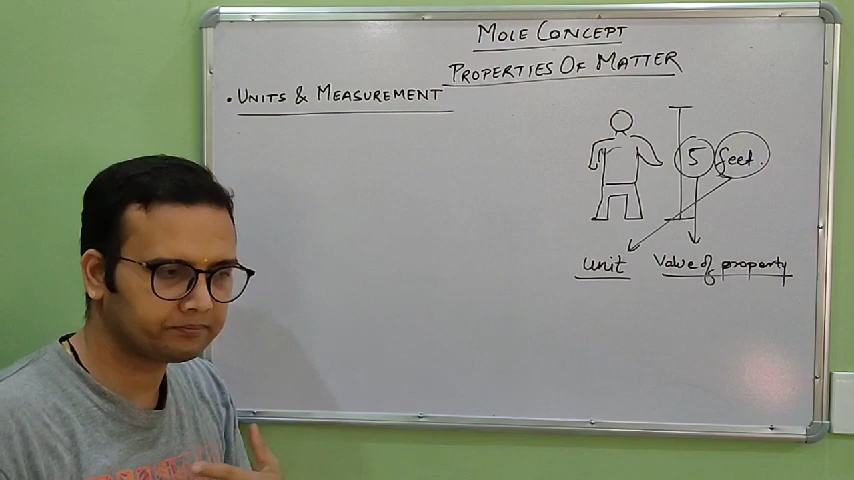 MOLE CONCEPT
PROPERTIES OF MATTER
• UNITS & MEASUREMENT
5 feet.
unit
Value of property